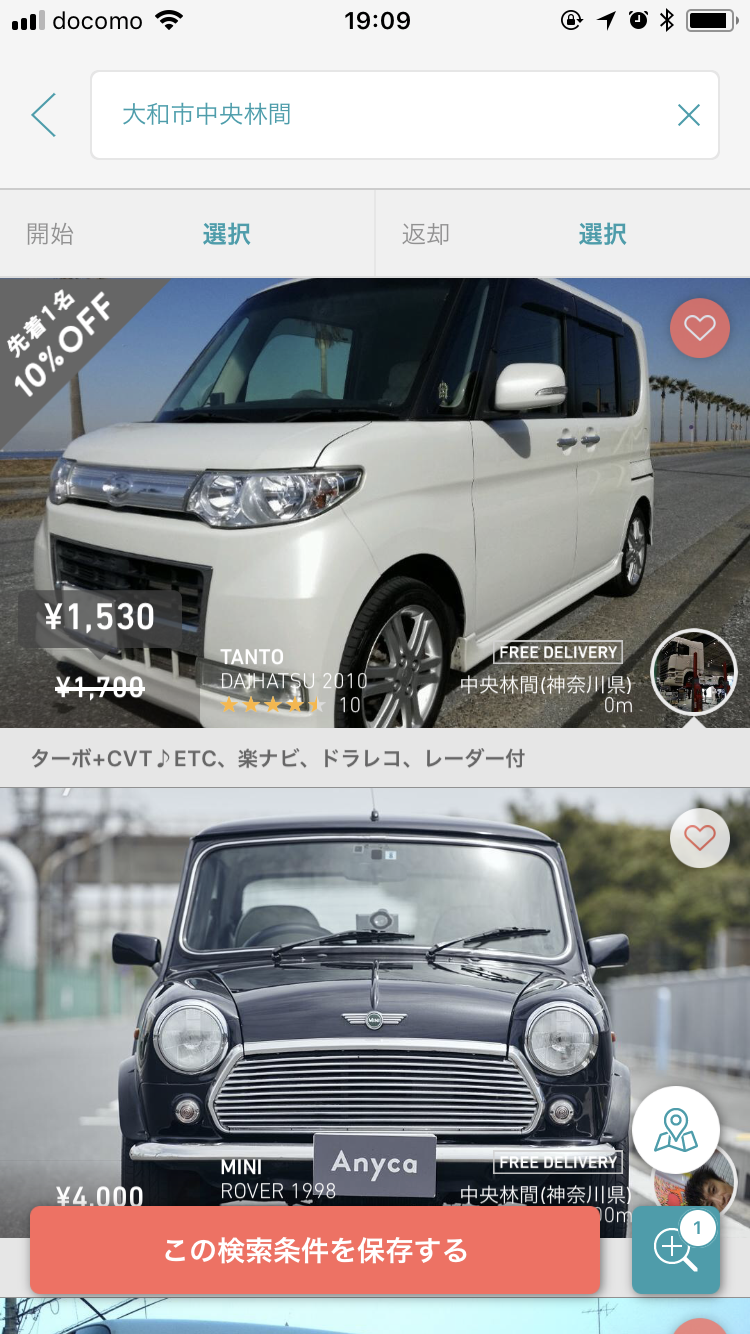 docomo
19:09
大和市中央林間
開始
選択
返却
選択
先着1名
10%OFF
¥1,530
¥1,700
TANTO
DAIHATSU 2010
10
FREE DELIVERY
中央林間(神奈川県)
0m
ターボ+CVT♪ETC、楽ナビ、ドラレコ、レーダー付
MINI
Anyca
¥4,000
MINI
ROVER 1998
FREE DELIVERY
中央林間(神奈川県)
この検索条件を保存する
1